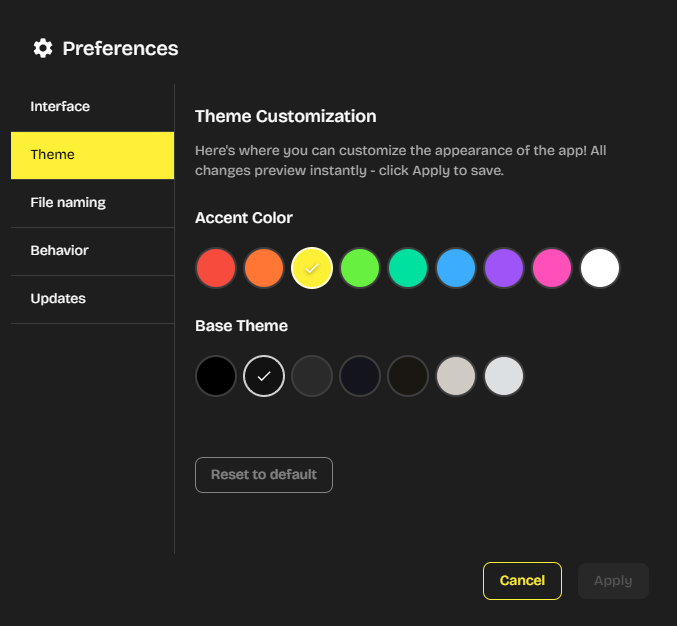 Preferences
Interface
Theme
File naming
Behavior
Updates
Theme Customization
Here's where you can customize the appearance of the app! All
changes preview instantly - click Apply to save.
Accent Color
Base Theme
Reset to default
Cancel
Apply